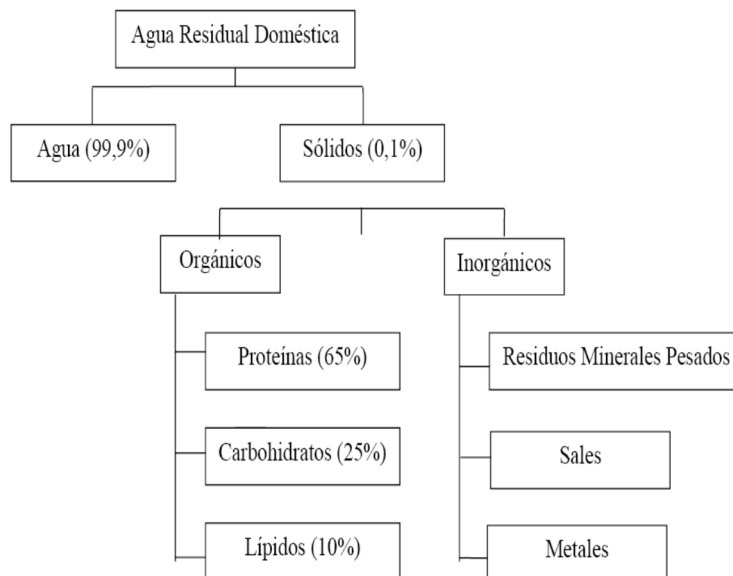 Agua Residual Doméstica
Agua (99,9%)
Sólidos (0,1%)
Orgánicos
Inorgánicos
Proteínas (65%)
Residuos Minerales Pesados
Carbohidratos (25%)
Sales
Lípidos (10%)
Metales